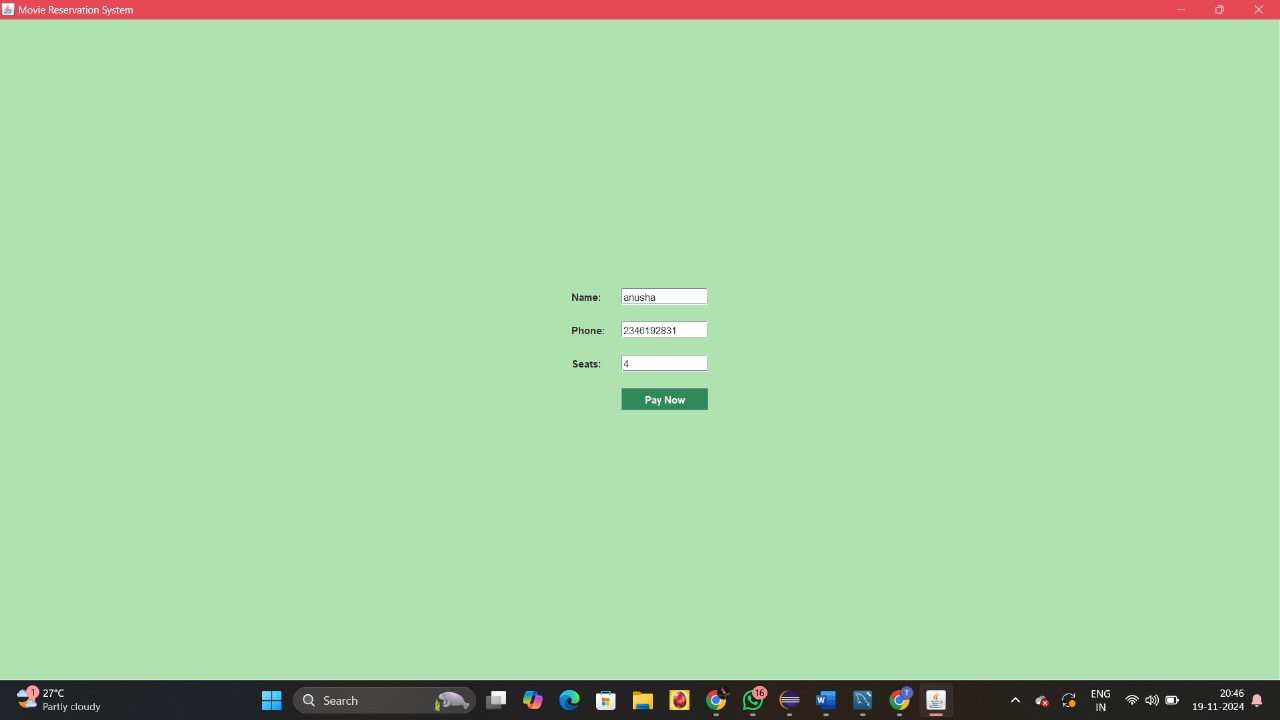 Movie Reservation System
Name: anusha
Phone: 2346192831
Seats: 4
Pay Now
1 27°C
Partly cloudy
Search
16
T
ENG
IN
20:46
19-11-2024